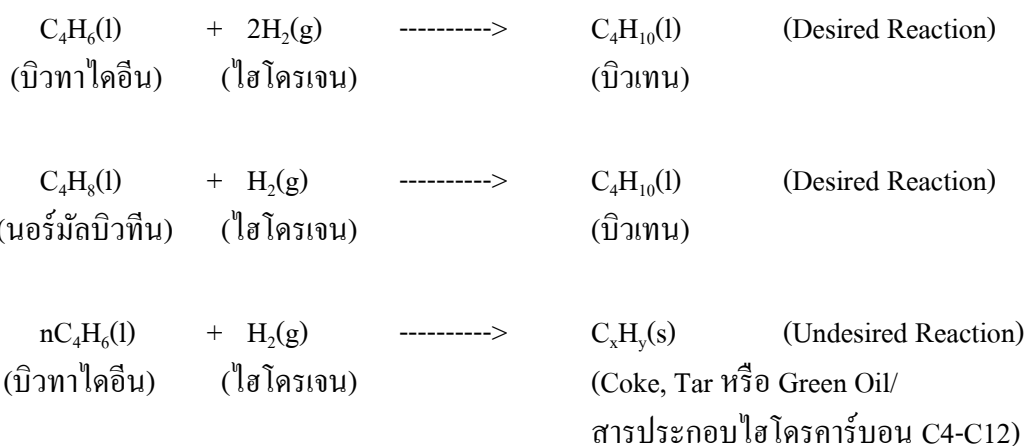 C₄H₆(l) + 2H₂(g) ----------> C₄H₁₀(l) (Desired Reaction)
(บิวทาไดอีน) (ไฮโดรเจน) (บิวเทน)
C₄H₈(l) + H₂(g) ----------> C₄H₁₀(l) (Desired Reaction)
(นอร์มัลบิวทีน) (ไฮโดรเจน) (บิวเทน)
nC₄H₆(l) + H₂(g) ----------> CₓHᵧ(s) (Undesired Reaction)
(บิวทาไดอีน) (ไฮโดรเจน) (Coke, Tar หรือ Green Oil/
สารประกอบไฮโดรคาร์บอน C4-C12)